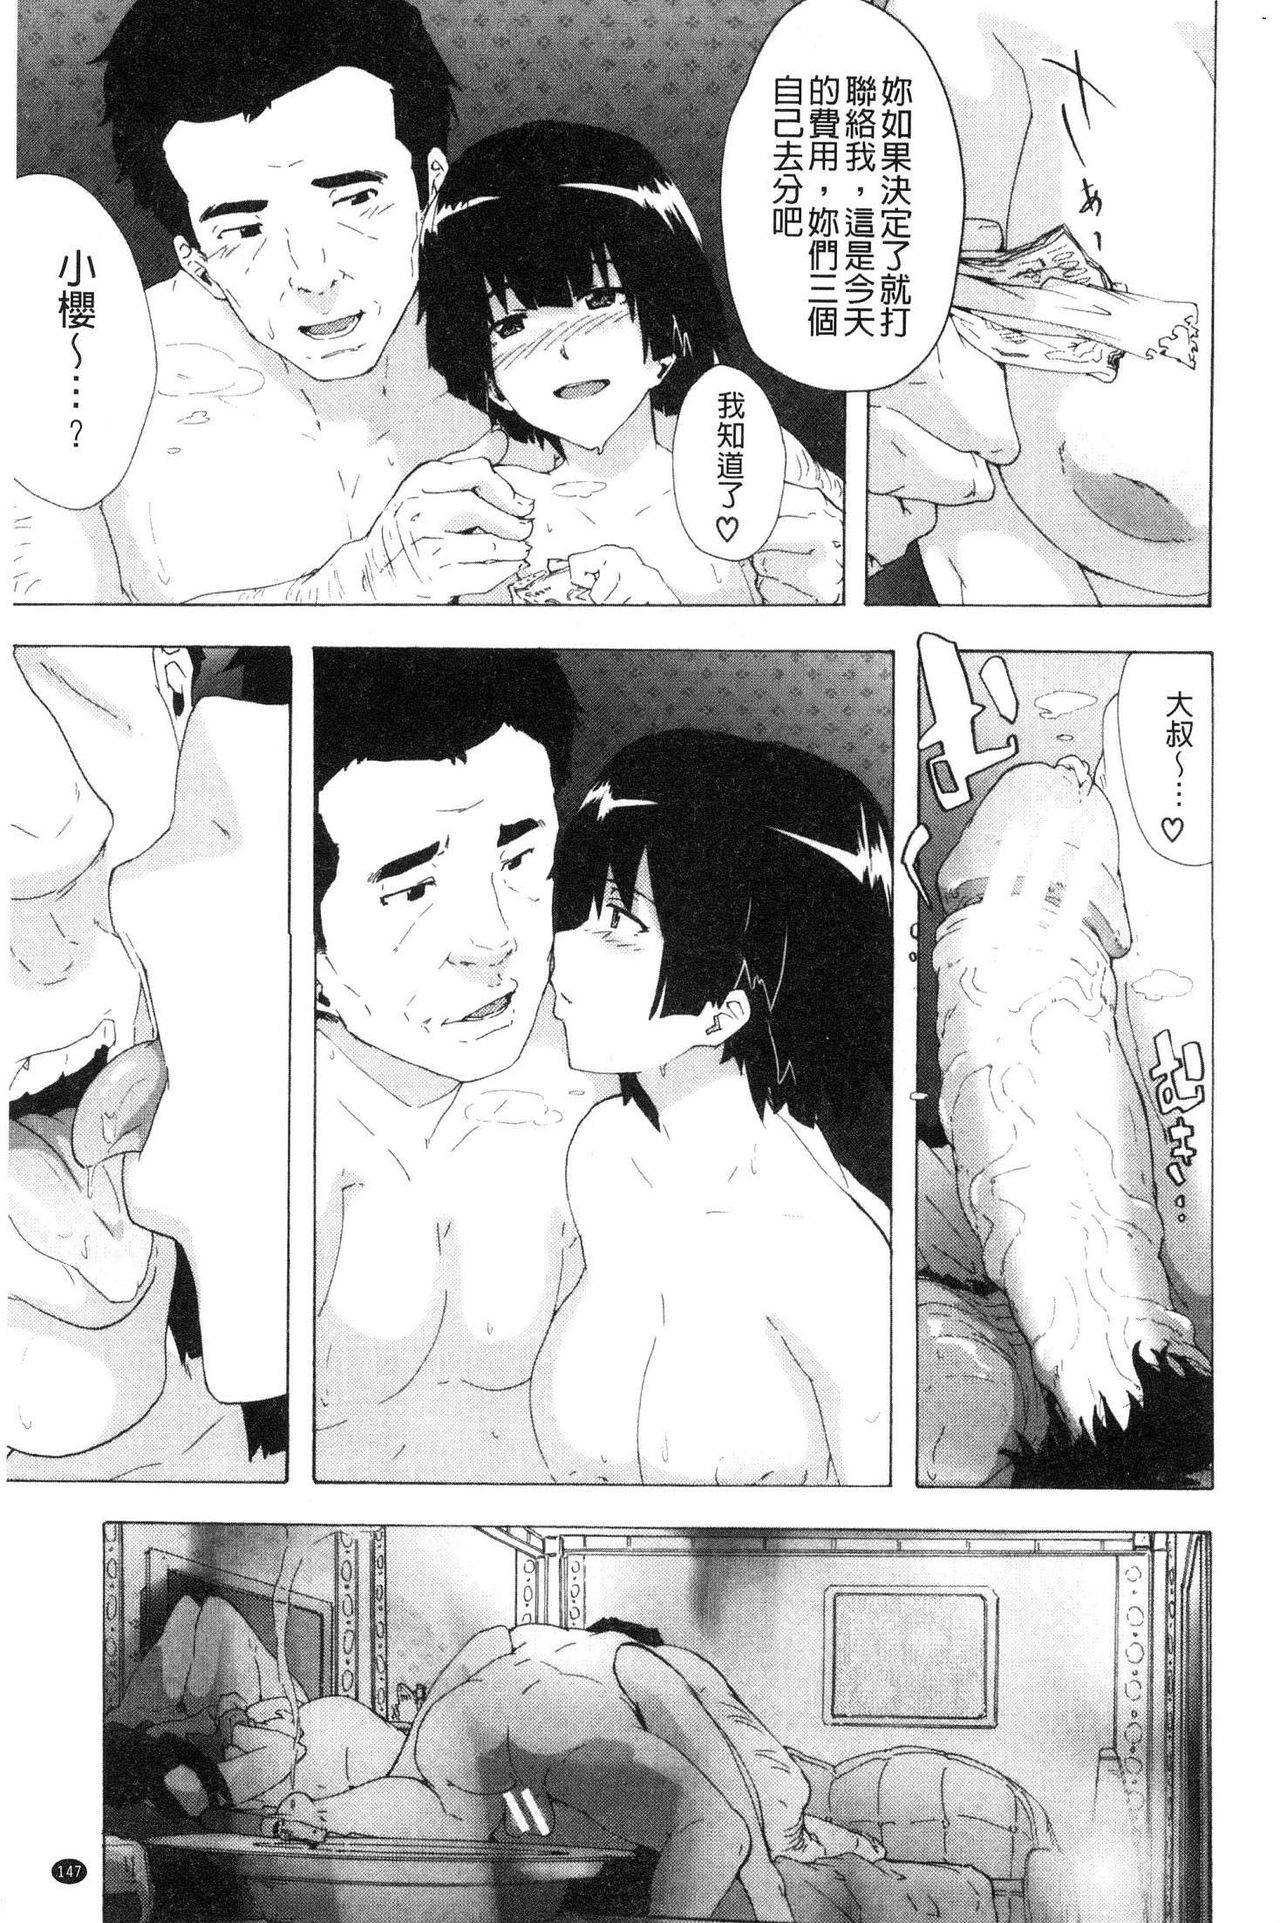 妳如果決定了就打
聯絡我，這是今天
的費用，妳們三個
自己去分吧
我知道了♡
小櫻～…？
大叔～…♡
147